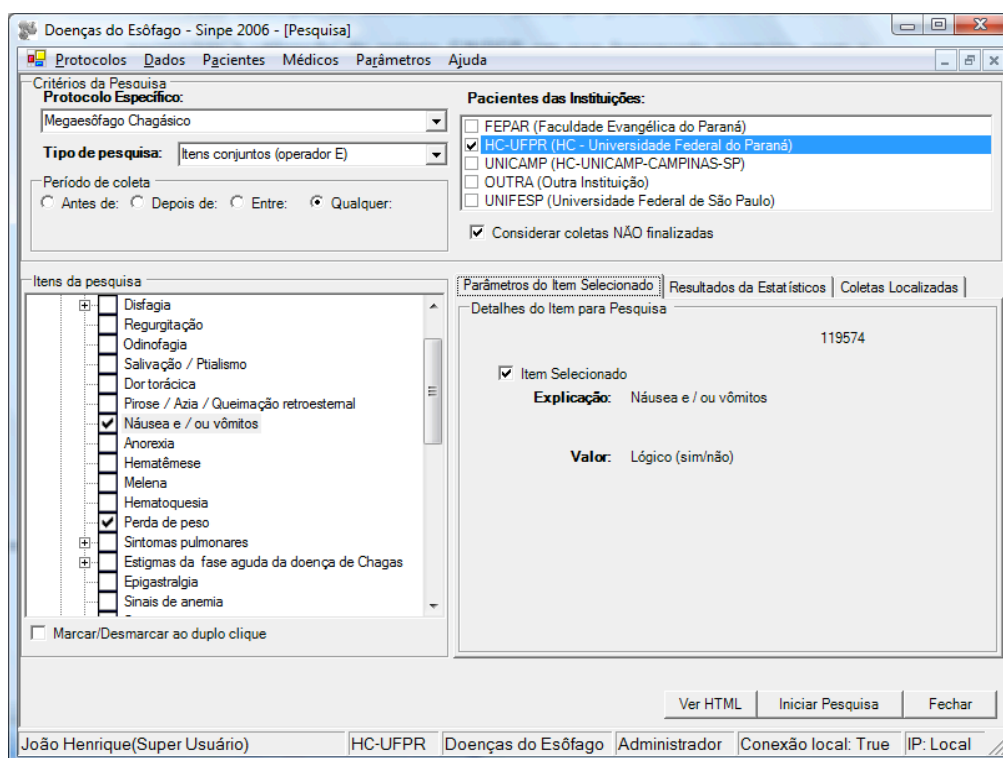 Doenças do Esôfago - Sinpe 2006 - [Pesquisa]
Protocolos Dados Pacientes Médicos Parâmetros Ajuda
Critérios da Pesquisa
Protocolo Específico:
Megaesôfago Chagásico
Tipo de pesquisa: Itens conjuntos (operador E)
Período de coleta
Antes de: Depois de: Entre: Qualquer:
Pacientes das Instituições:
FEPAR (Faculdade Evangélica do Paraná)
HC-UFPR (HC - Universidade Federal do Paraná)
UNICAMP (HC-UNICAMP-CAMPINAS-SP)
OUTRA (Outra Instituição)
UNIFESP (Universidade Federal de São Paulo)
Considerar coletas NÃO finalizadas
Itens da pesquisa
Disfagia
Regurgitação
Odinofagia
Salivação / Ptialismo
Dor torácica
Pirose / Azia / Queimação retroesternal
Náusea e / ou vômitos
Anorexia
Hematêmese
Melena
Hematoquesia
Perda de peso
Sintomas pulmonares
Estigmas da fase aguda da doença de Chagas
Epigastralgia
Sinais de anemia
Marcar/Desmarcar ao duplo clique
Parâmetros do Item Selecionado Resultados da Estatísticos Coletas Localizadas
Detalhes do Item para Pesquisa
119574
Item Selecionado
Explicação: Náusea e / ou vômitos
Valor: Lógico (sim/não)
Ver HTML Iniciar Pesquisa Fechar
João Henrique(Super Usuário) HC-UFPR Doenças do Esôfago Administrador Conexão local: True IP: Local